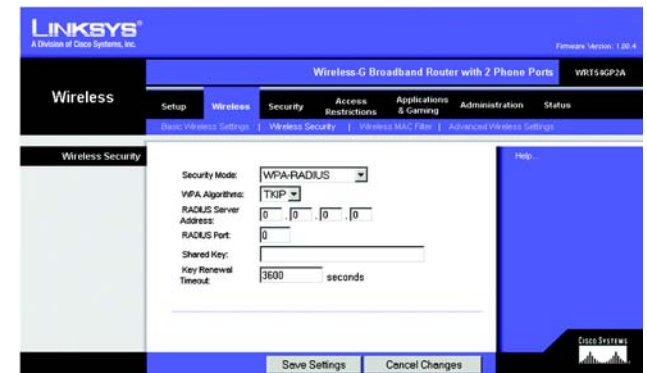 LINKSYS®
A Division of Cisco Systems, Inc.
Firmware Version: 1.00.4
Wireless-G Broadband Router with 2 Phone Ports WRT54GP2A
Wireless
Setup Wireless Security Access Restrictions Applications & Gaming Administration Status
Basic Wireless Settings | Wireless Security | Wireless MAC Filter | Advanced Wireless Settings
Wireless Security
Help...
Security Mode: WPA-RADIUS
WPA Algorithms: TKIP
RADIUS Server Address: 0 . 0 . 0 . 0
RADIUS Port: 0
Shared Key:
Key Renewal Timeout: 3600 seconds
CISCO SYSTEMS
Save Settings Cancel Changes